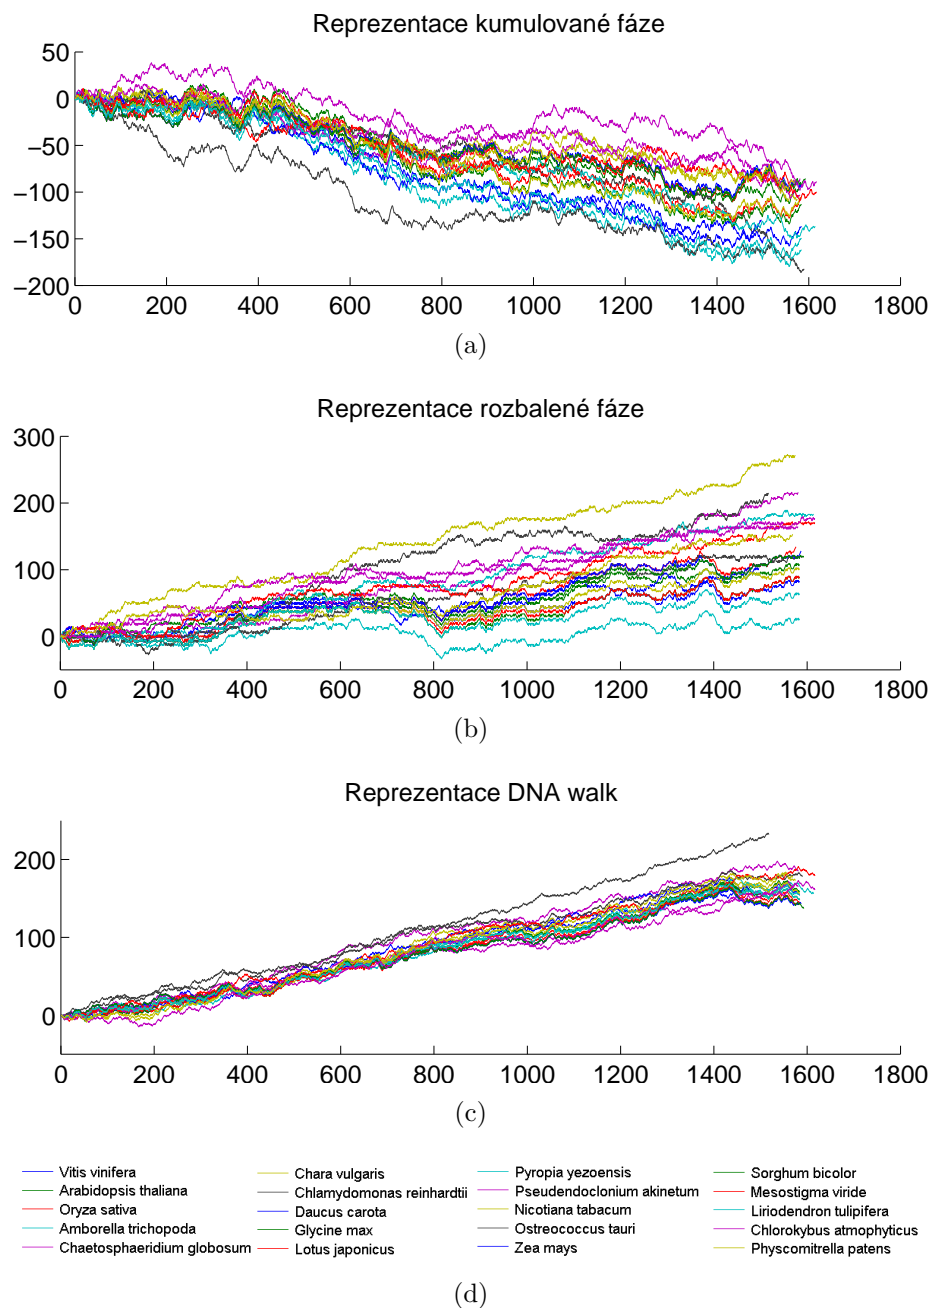 (a)
Reprezentace kumulované fáze
50
0
−50
−100
−150
−200
0 200 400 600 800 1000 1200 1400 1600 1800
(a)
Reprezentace rozbalené fáze
300
200
100
0
0 200 400 600 800 1000 1200 1400 1600 1800
(b)
Reprezentace DNA walk
200
100
0
0 200 400 600 800 1000 1200 1400 1600 1800
(c)
Vitis vinifera
Arabidopsis thaliana
Oryza sativa
Amborella trichopoda
Chaetosphaeridium globosum
Chara vulgaris
Chlamydomonas reinhardtii
Daucus carota
Glycine max
Lotus japonicus
Pyropia yezoensis
Pseudendoclonium akinetum
Nicotiana tabacum
Ostreococcus tauri
Zea mays
Sorghum bicolor
Mesostigma viride
Liriodendron tulipifera
Chlorokybus atmophyticus
Physcomitrella patens
(d)